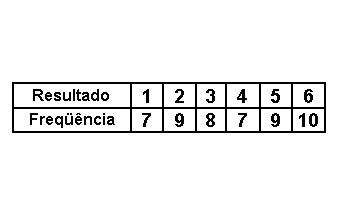 Resultado 1 2 3 4 5 6
Freqüência 7 9 8 7 9 10